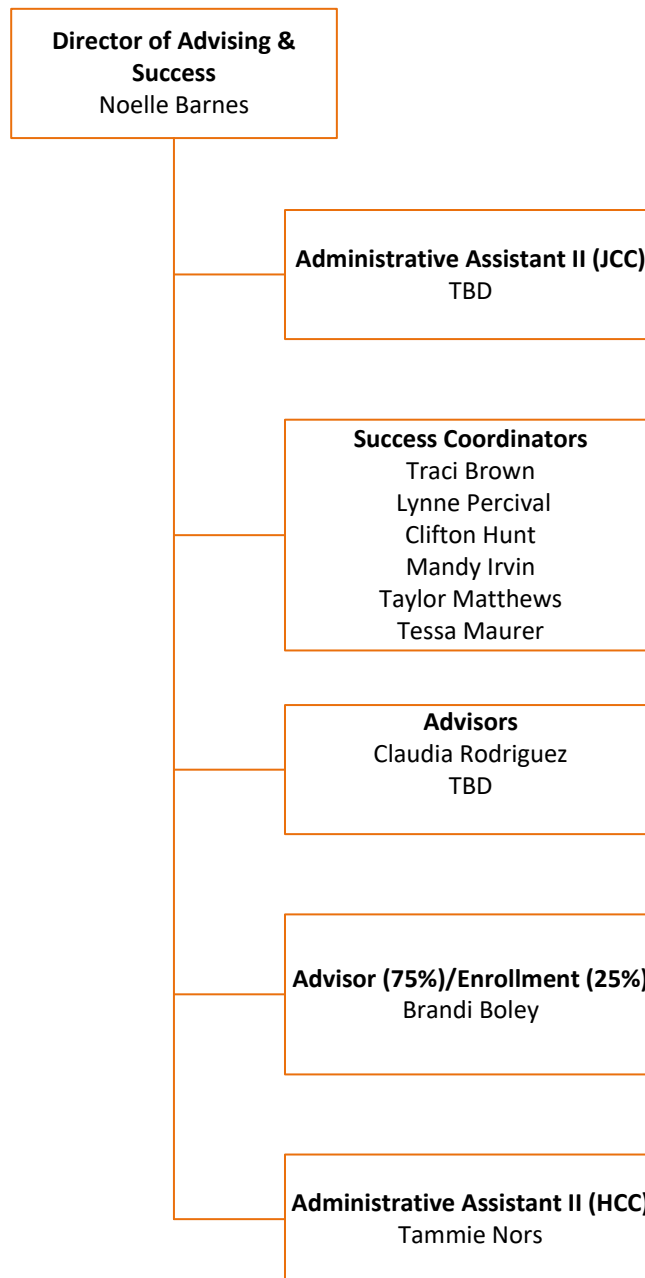 Director of Advising &
Success
Noelle Barnes
Administrative Assistant II (JCC)
TBD
Success Coordinators
Traci Brown
Lynne Percival
Clifton Hunt
Mandy Irvin
Taylor Matthews
Tessa Maurer
Advisors
Claudia Rodriguez
TBD
Advisor (75%)/Enrollment (25%)
Brandi Boley
Administrative Assistant II (HCC)
Tammie Nors